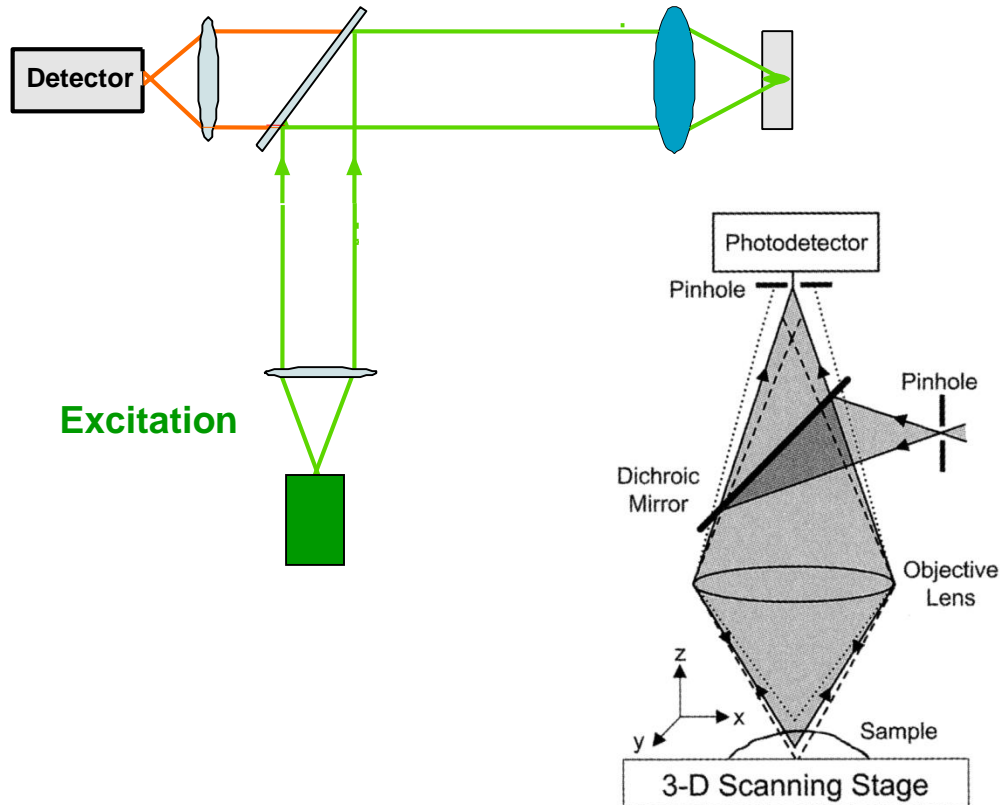 Detector
Excitation
Photodetector
Pinhole
Pinhole
Dichroic
Mirror
Objective
Lens
z
x
y
Sample
3-D Scanning Stage